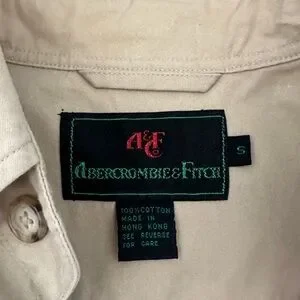 A&F
ABERCROMBIE & FITCH
S
100% COTTON
MADE IN
HONG KONG
SEE REVERSE
FOR CARE